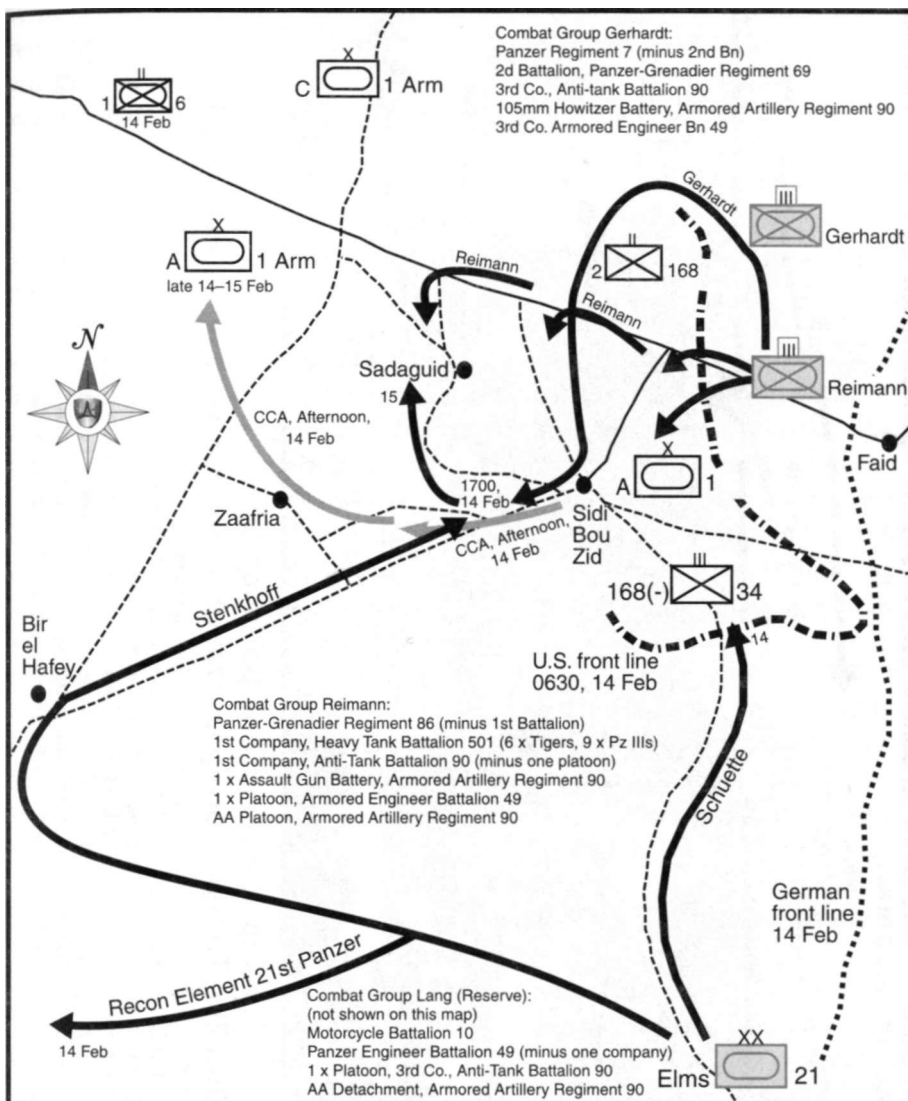 Combat Group Gerhardt:
Panzer Regiment 7 (minus 2nd Bn)
2d Battalion, Panzer-Grenadier Regiment 69
3rd Co., Anti-tank Battalion 90
105mm Howitzer Battery, Armored Artillery Regiment 90
3rd Co. Armored Engineer Bn 49
X
C 1 Arm
II
1 6
14 Feb
X
A 1 Arm
late 14–15 Feb
N
Gerhardt
III
Gerhardt
II
2 168
Reimann
Reimann
III
Reimann
Faid
Sadaguid
15
CCA, Afternoon,
14 Feb
X
A 1
1700,
14 Feb
Zaafria
CCA, Afternoon,
14 Feb
Sidi
Bou
Zid
III
168(-) 34
14
Stenkhoff
Bir
el
Hafey
U.S. front line
0630, 14 Feb
Combat Group Reimann:
Panzer-Grenadier Regiment 86 (minus 1st Battalion)
1st Company, Heavy Tank Battalion 501 (6 x Tigers, 9 x Pz IIIs)
1st Company, Anti-Tank Battalion 90 (minus one platoon)
1 x Assault Gun Battery, Armored Artillery Regiment 90
1 x Platoon, Armored Engineer Battalion 49
AA Platoon, Armored Artillery Regiment 90
Schuette
German
front line
14 Feb
Recon Element 21st Panzer
14 Feb
Combat Group Lang (Reserve):
(not shown on this map)
Motorcycle Battalion 10
Panzer Engineer Battalion 49 (minus one company)
1 x Platoon, 3rd Co., Anti-Tank Battalion 90
AA Detachment, Armored Artillery Regiment 90
XX
Elms 21